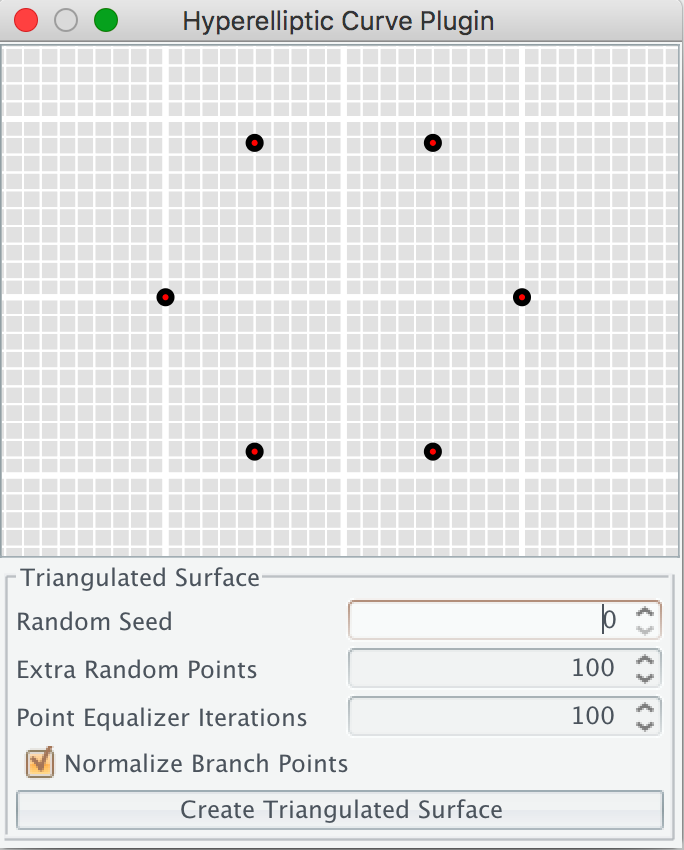 Hyperelliptic Curve Plugin
Triangulated Surface
Random Seed 0
Extra Random Points 100
Point Equalizer Iterations 100
Normalize Branch Points
Create Triangulated Surface